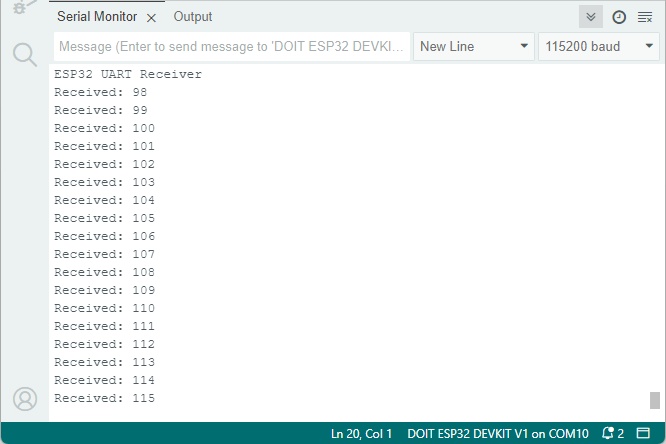 Serial Monitor Output
Message (Enter to send message to 'DOIT ESP32 DEVKI... New Line 115200 baud
ESP32 UART Receiver
Received: 98
Received: 99
Received: 100
Received: 101
Received: 102
Received: 103
Received: 104
Received: 105
Received: 106
Received: 107
Received: 108
Received: 109
Received: 110
Received: 111
Received: 112
Received: 113
Received: 114
Received: 115
Ln 20, Col 1 DOIT ESP32 DEVKIT V1 on COM10 2